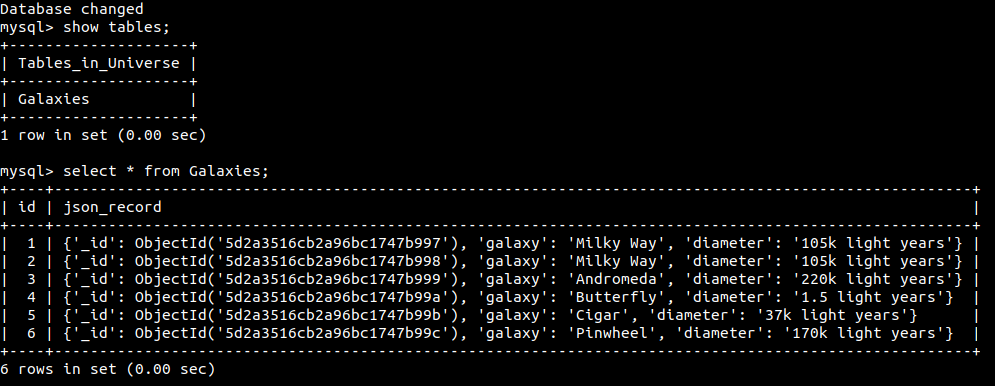 Database changed
mysql> show tables;
+--------------------+
| Tables_in_Universe |
+--------------------+
| Galaxies           |
+--------------------+
1 row in set (0.00 sec)

mysql> select * from Galaxies;
+----+------------------------------------------------------------------------------------------------------+
| id | json_record                                                                                          |
+----+------------------------------------------------------------------------------------------------------+
|  1 | {'_id': ObjectId('5d2a3516cb2a96bc1747b997'), 'galaxy': 'Milky Way', 'diameter': '105k light years'} |
|  2 | {'_id': ObjectId('5d2a3516cb2a96bc1747b998'), 'galaxy': 'Milky Way', 'diameter': '105k light years'} |
|  3 | {'_id': ObjectId('5d2a3516cb2a96bc1747b999'), 'galaxy': 'Andromeda', 'diameter': '220k light years'} |
|  4 | {'_id': ObjectId('5d2a3516cb2a96bc1747b99a'), 'galaxy': 'Butterfly', 'diameter': '1.5 light years'}  |
|  5 | {'_id': ObjectId('5d2a3516cb2a96bc1747b99b'), 'galaxy': 'Cigar', 'diameter': '37k light years'}      |
|  6 | {'_id': ObjectId('5d2a3516cb2a96bc1747b99c'), 'galaxy': 'Pinwheel', 'diameter': '170k light years'}  |
+----+------------------------------------------------------------------------------------------------------+
6 rows in set (0.00 sec)